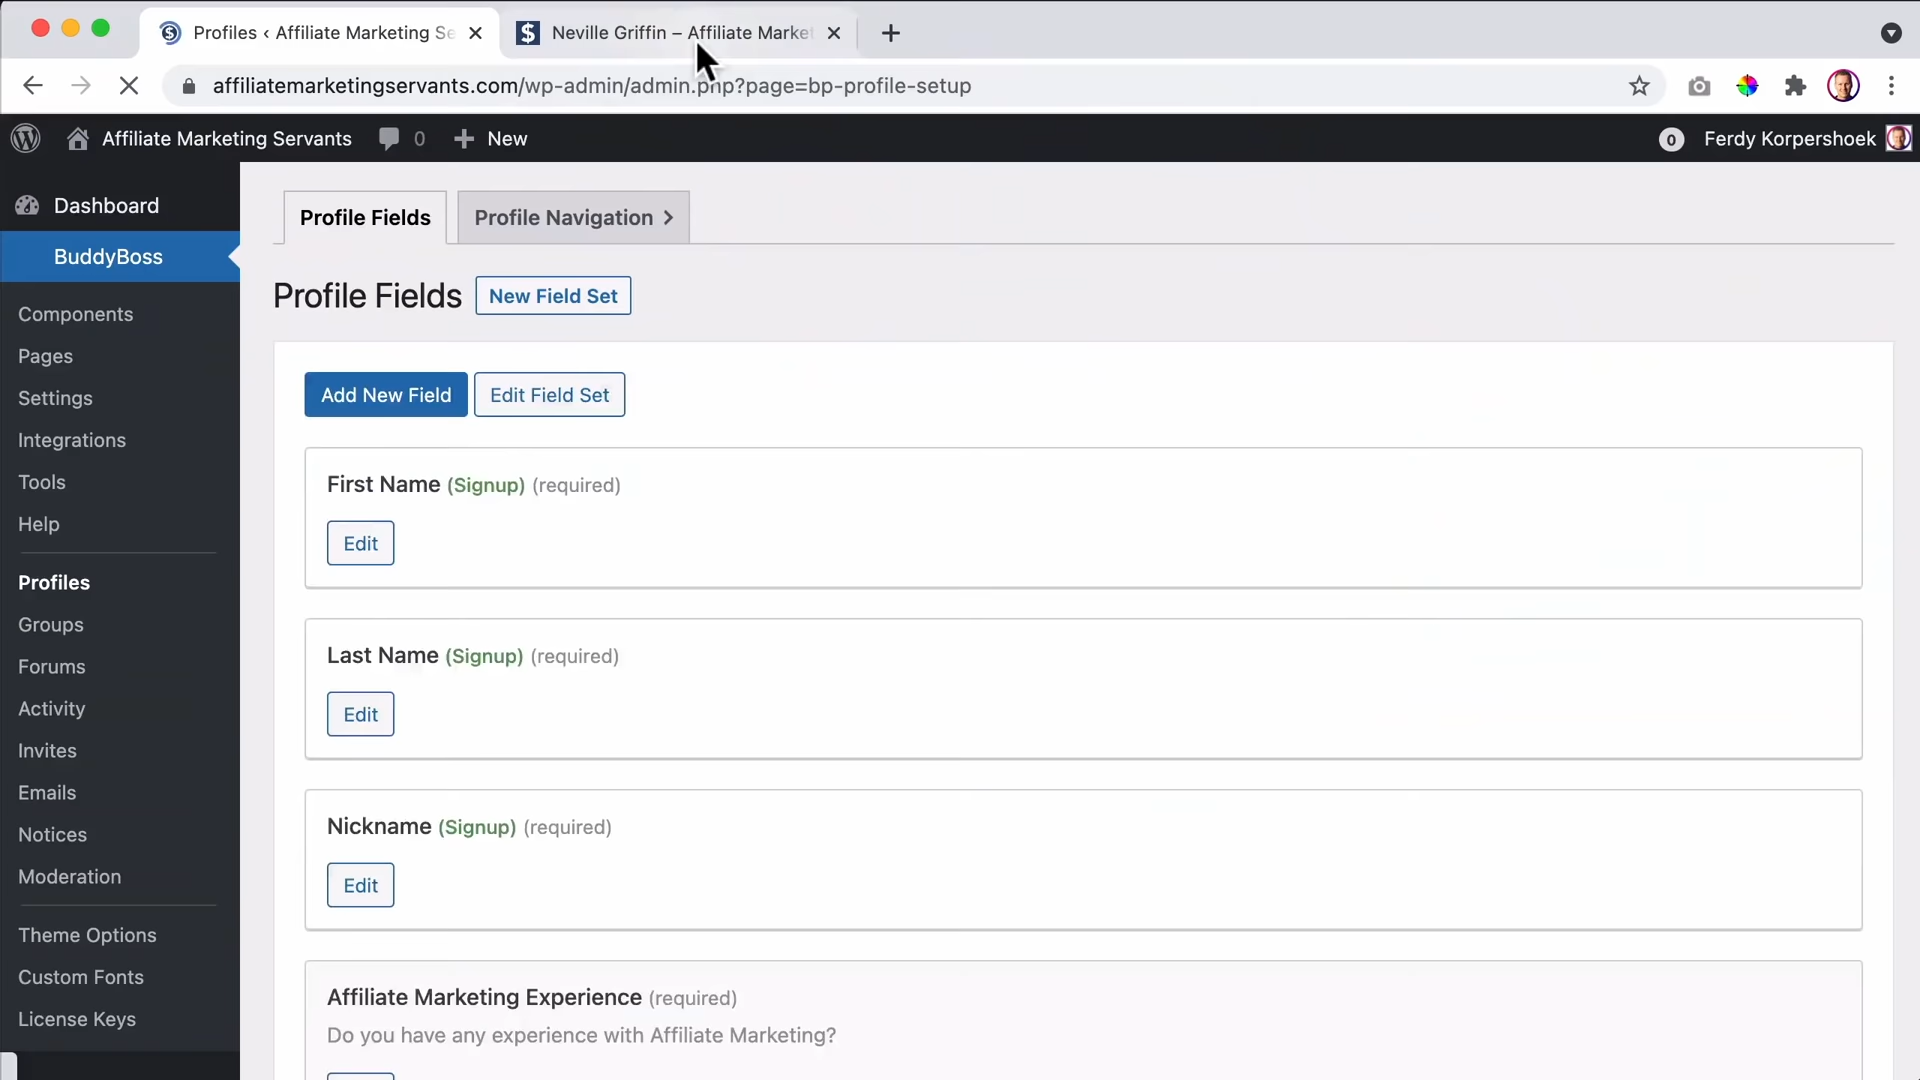 Profiles ‹ Affiliate Marketing Se
Neville Griffin – Affiliate Market
affiliatemarketingservants.com/wp-admin/admin.php?page=bp-profile-setup
Affiliate Marketing Servants
0
New
0
Ferdy Korpershoek
Dashboard
BuddyBoss
Components
Pages
Settings
Integrations
Tools
Help
Profiles
Groups
Forums
Activity
Invites
Emails
Notices
Moderation
Theme Options
Custom Fonts
License Keys
Profile Fields
Profile Navigation
Profile Fields
New Field Set
Add New Field
Edit Field Set
First Name (Signup) (required)
Edit
Last Name (Signup) (required)
Edit
Nickname (Signup) (required)
Edit
Affiliate Marketing Experience (required)
Do you have any experience with Affiliate Marketing?